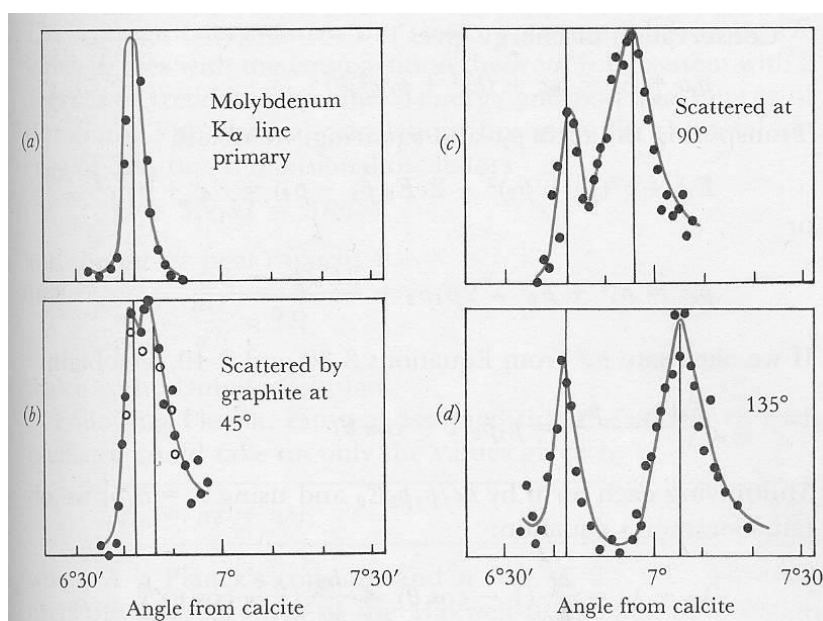 (a)
Molybdenum
Kα line
primary
(b)
Scattered by
graphite at
45°
6°30′ 7° 7°30′
Angle from calcite
(c)
Scattered at
90°
(d)
135°
6°30′ 7° 7°30′
Angle from calcite